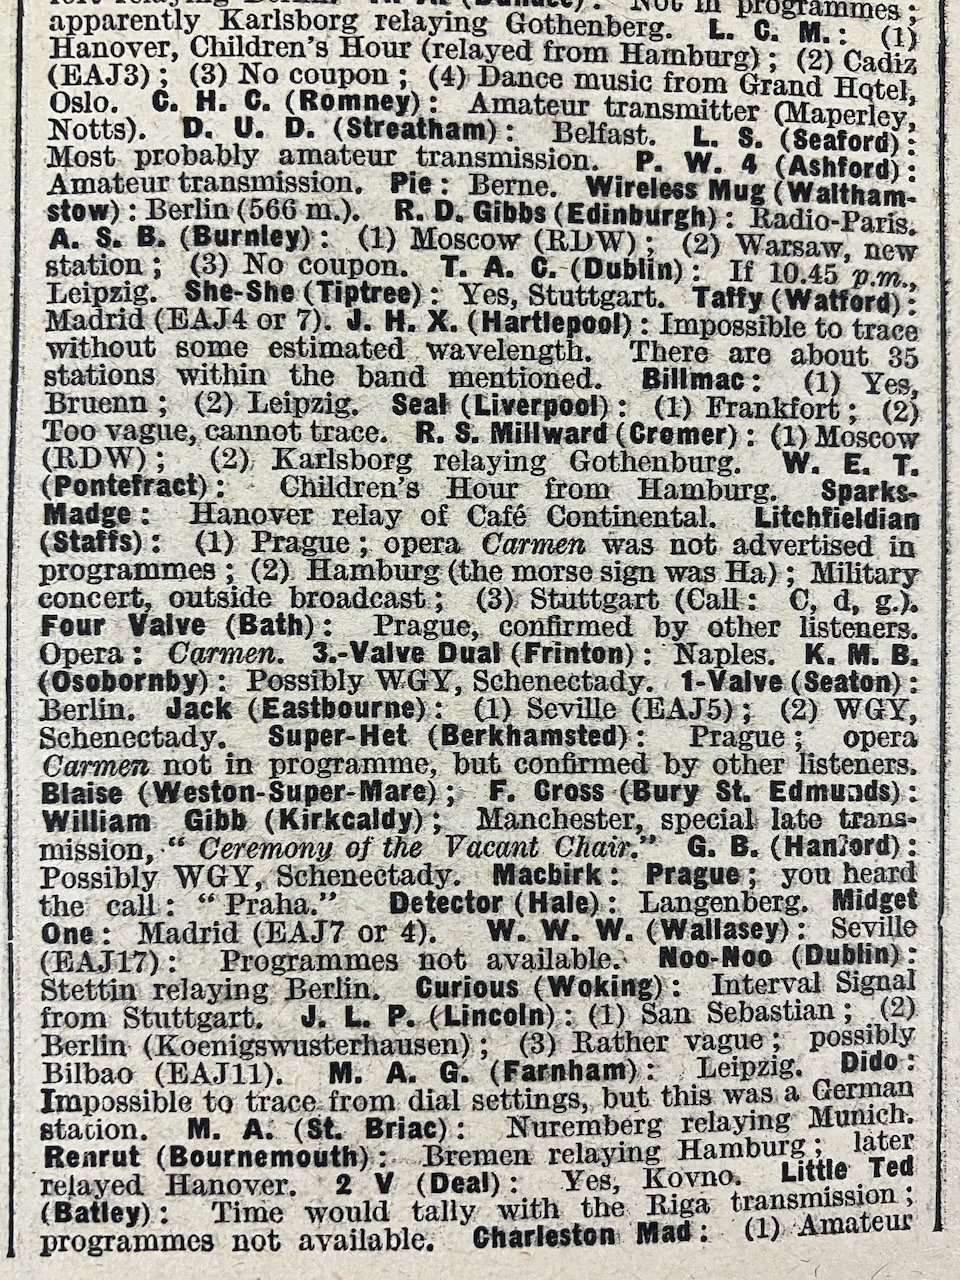 Not in programmes;
apparently Karlsborg relaying Gothenberg. L. C. M.: (1)
Hanover, Children's Hour (relayed from Hamburg); (2) Cadiz
(EAJ3); (3) No coupon; (4) Dance music from Grand Hotel,
Oslo. C. H. C. (Romney): Amateur transmitter (Maperley,
Notts). D. U. D. (Streatham): Belfast. L. S. (Seaford):
Most probably amateur transmission. P. W. 4 (Ashford):
Amateur transmission. Pie: Berne. Wireless Mug (Waltham-
stow): Berlin (566 m.). R. D. Gibbs (Edinburgh): Radio-Paris.
A. S. B. (Burnley): (1) Moscow (RDW); (2) Warsaw, new
station; (3) No coupon. T. A. C. (Dublin): If 10.45 p.m.,
Leipzig. She-She (Tiptree): Yes, Stuttgart. Taffy (Watford):
Madrid (EAJ4 or 7). J. H. X. (Hartlepool): Impossible to trace
without some estimated wavelength. There are about 35
stations within the band mentioned. Billmac: (1) Yes,
Bruenn; (2) Leipzig. Seal (Liverpool): (1) Frankfort; (2)
Too vague, cannot trace. R. S. Millward (Cromer): (1) Moscow
(RDW); (2) Karlsborg relaying Gothenburg. W. E. T.
(Pontefract): Children's Hour from Hamburg. Sparks-
Madge: Hanover relay of Café Continental. Litchfieldian
(Staffs): (1) Prague; opera Carmen was not advertised in
programmes; (2) Hamburg (the morse sign was Ha); Military
concert, outside broadcast; (3) Stuttgart (Call: C, d, g.).
Four Valve (Bath): Prague, confirmed by other listeners.
Opera: Carmen. 3.-Valve Dual (Frinton): Naples. K. M. B.
(Osobornby): Possibly WGY, Schenectady. 1-Valve (Seaton):
Berlin. Jack (Eastbourne): (1) Seville (EAJ5); (2) WGY,
Schenectady. Super-Het (Berkhamsted): Prague; opera
Carmen not in programme, but confirmed by other listeners.
Blaise (Weston-Super-Mare); F. Cross (Bury St. Edmunds):
William Gibb (Kirkcaldy); Manchester, special late trans-
mission, "Ceremony of the Vacant Chair." G. B. (Hanford):
Possibly WGY, Schenectady. Macbirk: Prague; you heard
the call: "Praha." Detector (Hale): Langenberg. Midget
One: Madrid (EAJ7 or 4). W. W. W. (Wallasey): Seville
(EAJ17): Programmes not available. Noo-Noo (Dublin):
Stettin relaying Berlin. Curious (Woking): Interval Signal
from Stuttgart. J. L. P. (Lincoln): (1) San Sebastian; (2)
Berlin (Koenigswusterhausen); (3) Rather vague; possibly
Bilbao (EAJ11). M. A. G. (Farnham): Leipzig. Dido:
Impossible to trace from dial settings, but this was a German
station. M. A. (St. Briac): Nuremberg relaying Munich.
Renrut (Bournemouth): Bremen relaying Hamburg; later
relayed Hanover. 2 V (Deal): Yes, Kovno. Little Ted
(Batley): Time would tally with the Riga transmission;
programmes not available. Charleston Mad: (1) Amateur